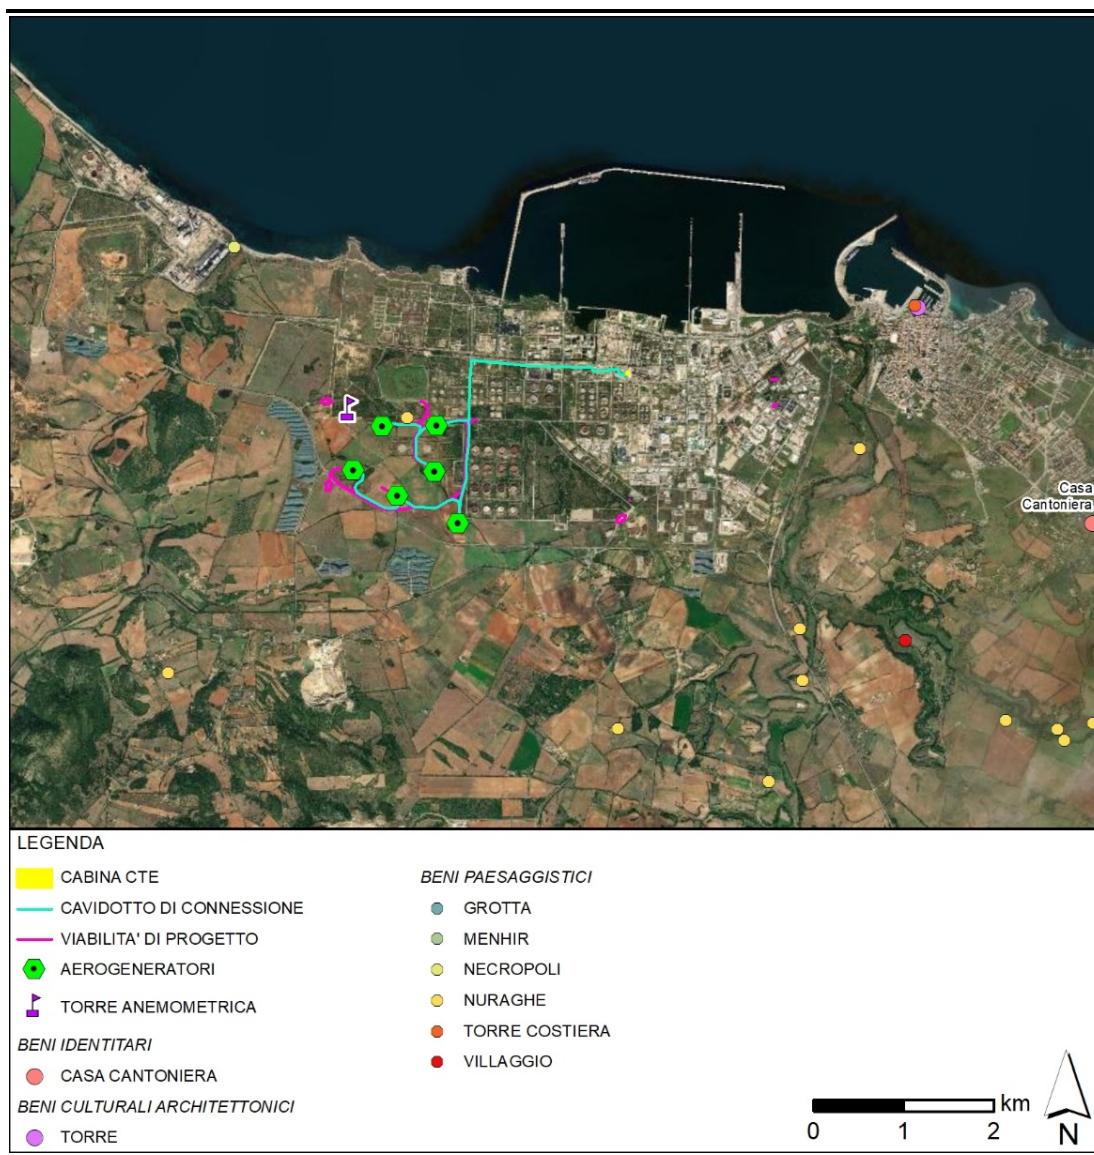 Casa
Cantoniera
LEGENDA
CABINA CTE
CAVIDOTTO DI CONNESSIONE
VIABILITA' DI PROGETTO
AEROGENERATORI
TORRE ANEMOMETRICA
BENI IDENTITARI
CASA CANTONIERA
BENI CULTURALI ARCHITETTONICI
TORRE
BENI PAESAGGISTICI
GROTTA
MENHIR
NECROPOLI
NURAGHE
TORRE COSTIERA
VILLAGGIO
km
0 1 2
N